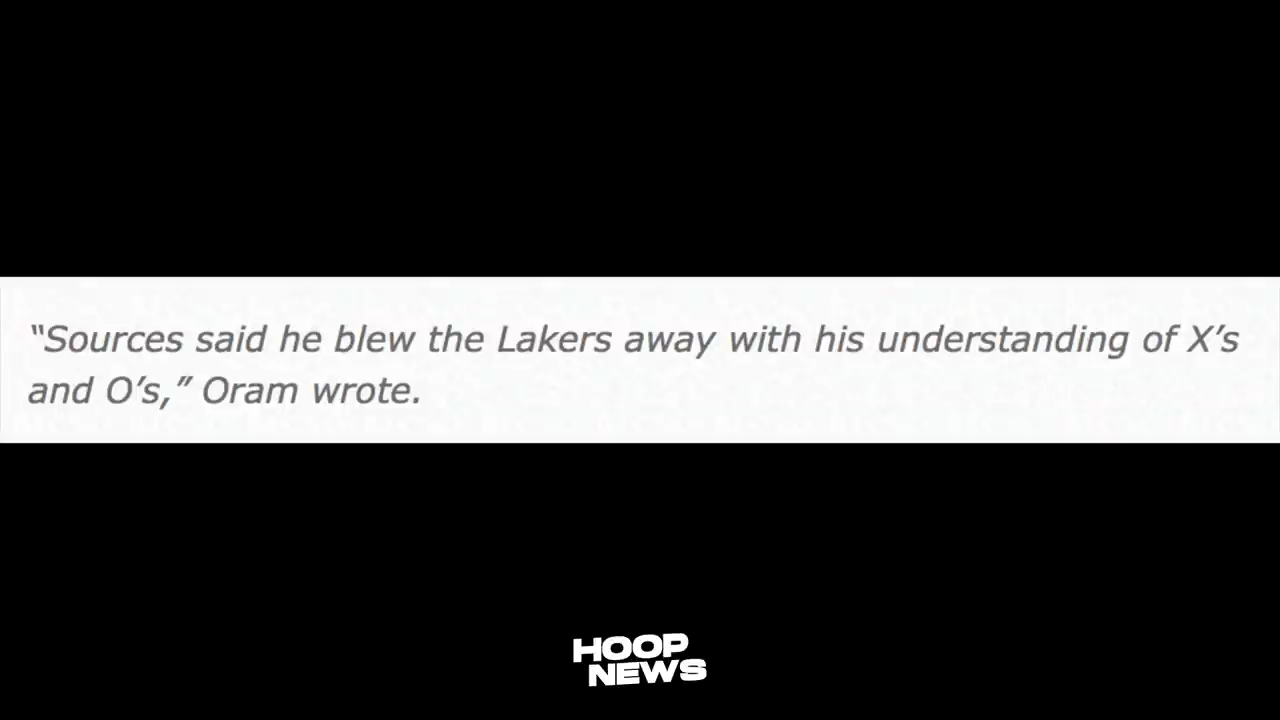 “Sources said he blew the Lakers away with his understanding of X’s
and O’s,” Oram wrote.
HOOP
NEWS